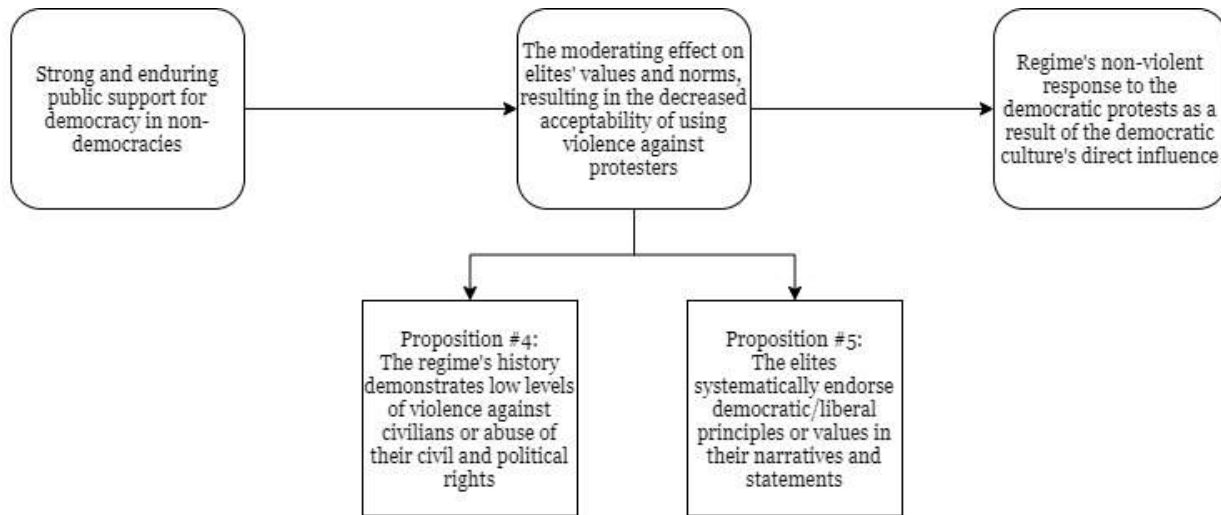 Strong and enduring
public support for
democracy in non-
democracies
The moderating effect on
elites' values and norms,
resulting in the decreased
acceptability of using
violence against
protesters
Regime's non-violent
response to the
democratic protests as a
result of the democratic
culture's direct influence
Proposition #4:
The regime's history
demonstrates low levels
of violence against
civilians or abuse of
their civil and political
rights
Proposition #5:
The elites
systematically endorse
democratic/liberal
principles or values in
their narratives and
statements